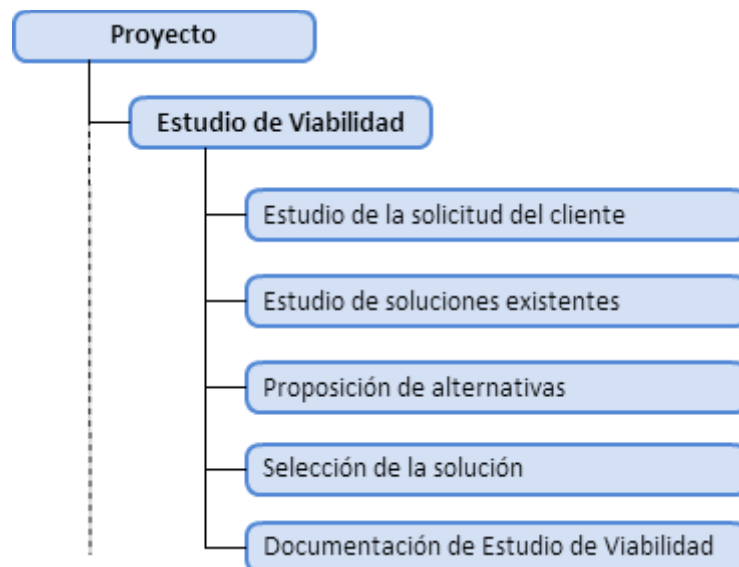 Proyecto
Estudio de Viabilidad
Estudio de la solicitud del cliente
Estudio de soluciones existentes
Proposición de alternativas
Selección de la solución
Documentación de Estudio de Viabilidad